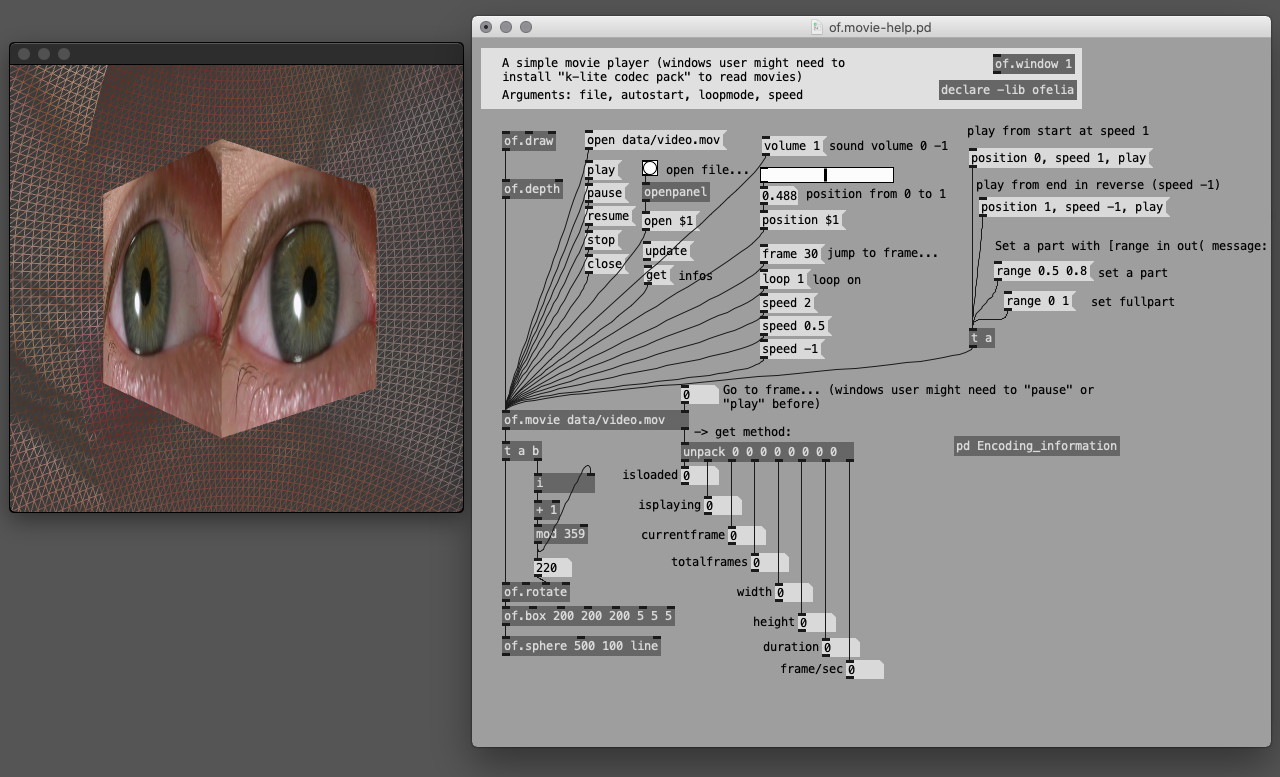 of.movie-help.pd
A simple movie player (windows user might need to
install "k-lite codec pack" to read movies)
Arguments: file, autostart, loopmode, speed
of.window 1
declare -lib ofelia
of.draw
of.depth
open data/video.mov
play
pause
resume
stop
close
open file...
openpanel
open $1
update
get infos
volume 1 sound volume 0 -1
0.488 position from 0 to 1
position $1
frame 30 jump to frame...
loop 1 loop on
speed 2
speed 0.5
speed -1
play from start at speed 1
position 0, speed 1, play
play from end in reverse (speed -1)
position 1, speed -1, play
Set a part with [range in out( message:
range 0.5 0.8 set a part
range 0 1 set fullpart
t a
0 Go to frame... (windows user might need to "pause" or
"play" before)
of.movie data/video.mov
-> get method:
unpack 0 0 0 0 0 0 0 0
pd Encoding_information
t a b
i
+ 1
mod 359
220
of.rotate
of.box 200 200 200 5 5 5
of.sphere 500 100 line
isloaded 0
isplaying 0
currentframe 0
totalframes 0
width 0
height 0
duration 0
frame/sec 0